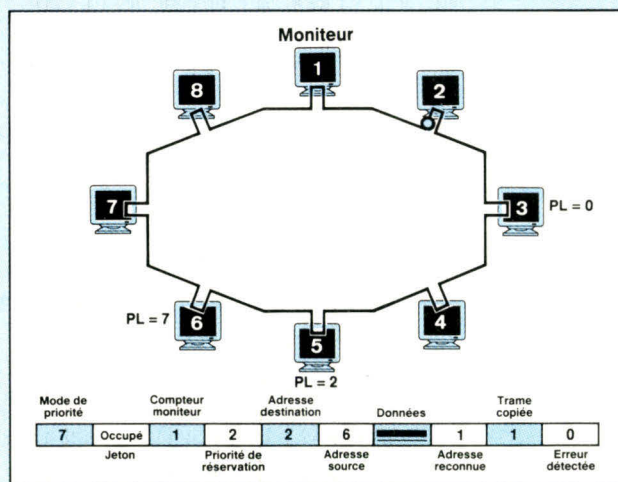 Moniteur
1
8
2
7
3
PL = 0
PL = 7
6
5
4
PL = 2
Mode de priorité
Compteur moniteur
Adresse destination
Données
Trame copiée
7
Occupé
1
2
2
6
1
1
0
Jeton
Priorité de réservation
Adresse source
Adresse reconnue
Erreur détectée